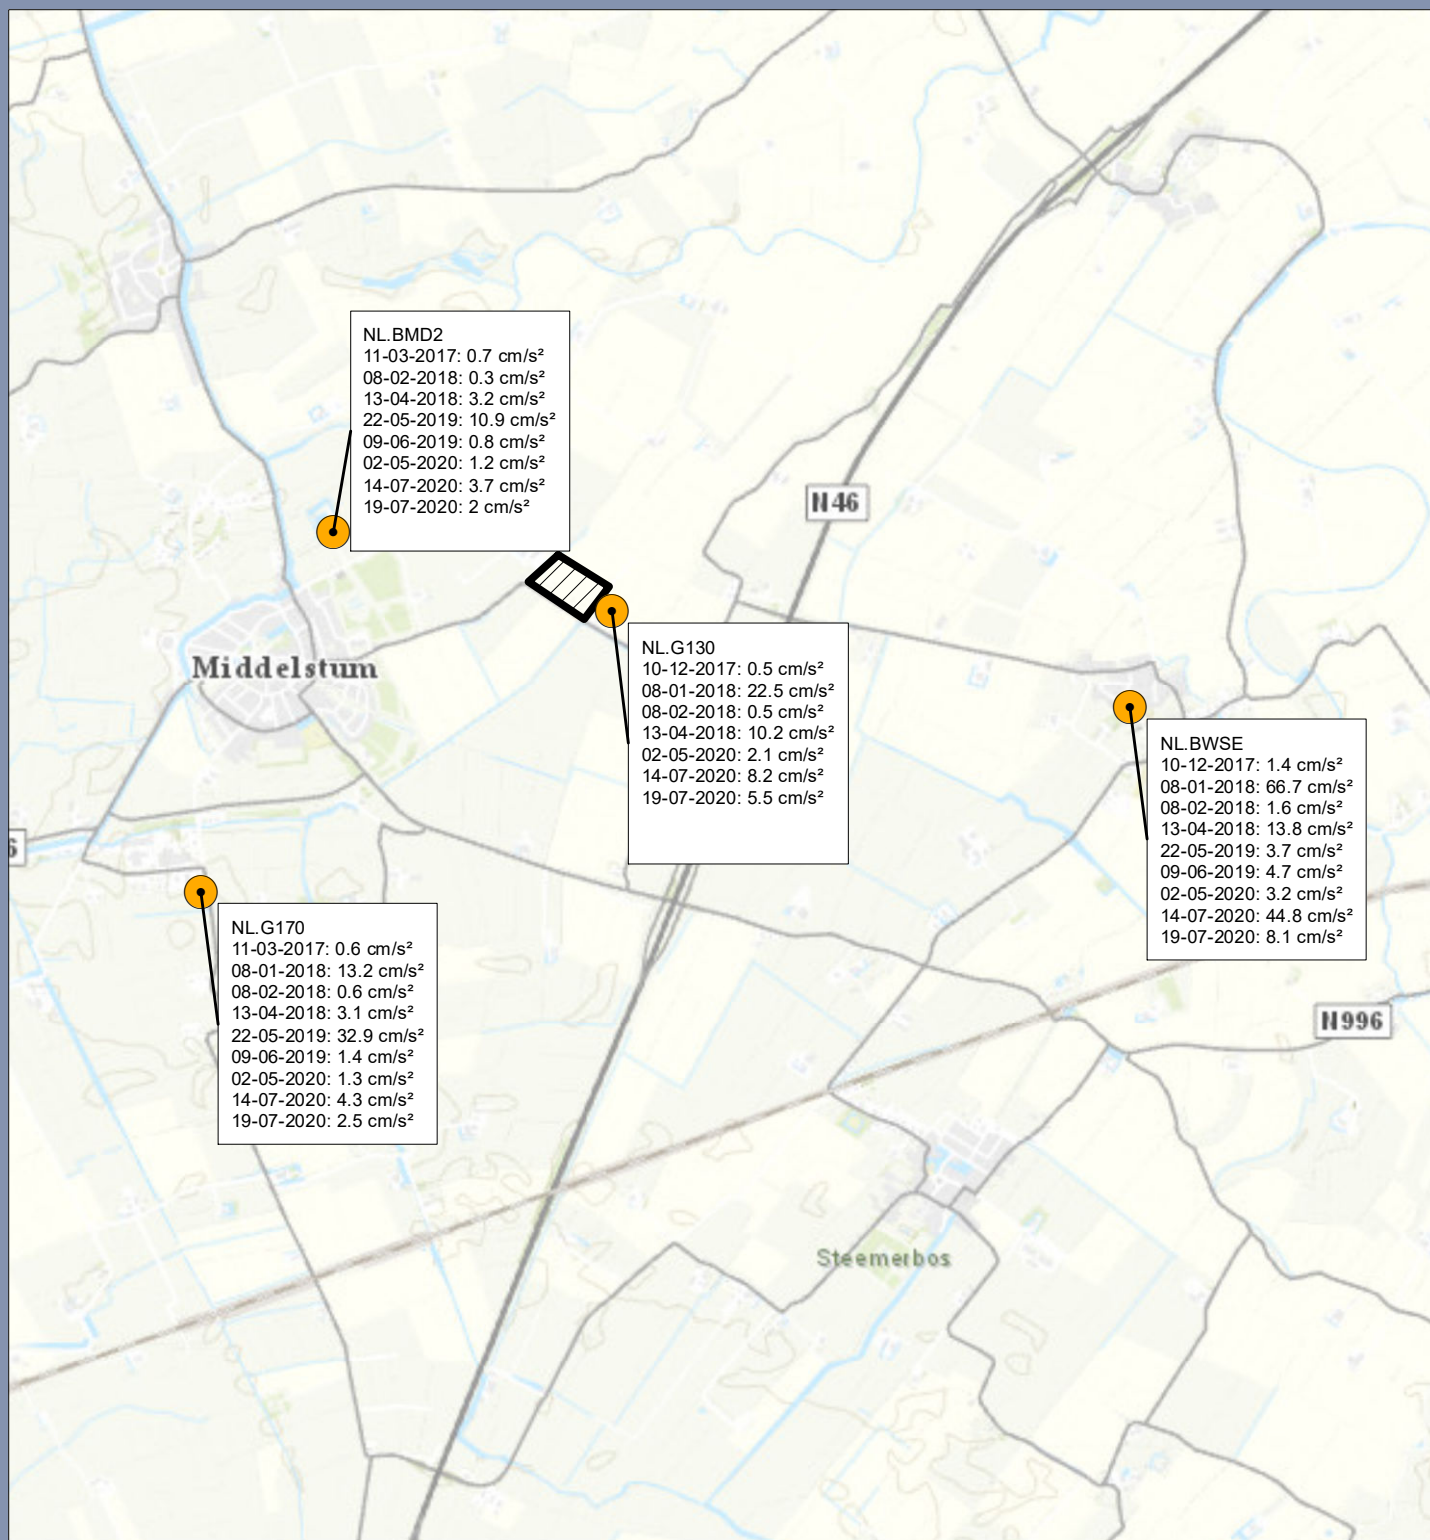 NL.BMD2
11-03-2017: 0.7 cm/s²
08-02-2018: 0.3 cm/s²
13-04-2018: 3.2 cm/s²
22-05-2019: 10.9 cm/s²
09-06-2019: 0.8 cm/s²
02-05-2020: 1.2 cm/s²
14-07-2020: 3.7 cm/s²
19-07-2020: 2 cm/s²
N46
Middelstum
NL.G130
10-12-2017: 0.5 cm/s²
08-01-2018: 22.5 cm/s²
08-02-2018: 0.5 cm/s²
13-04-2018: 10.2 cm/s²
02-05-2020: 2.1 cm/s²
14-07-2020: 8.2 cm/s²
19-07-2020: 5.5 cm/s²
NL.BWSE
10-12-2017: 1.4 cm/s²
08-01-2018: 66.7 cm/s²
08-02-2018: 1.6 cm/s²
13-04-2018: 13.8 cm/s²
22-05-2019: 3.7 cm/s²
09-06-2019: 4.7 cm/s²
02-05-2020: 3.2 cm/s²
14-07-2020: 44.8 cm/s²
19-07-2020: 8.1 cm/s²
6
NL.G170
11-03-2017: 0.6 cm/s²
08-01-2018: 13.2 cm/s²
08-02-2018: 0.6 cm/s²
13-04-2018: 3.1 cm/s²
22-05-2019: 32.9 cm/s²
09-06-2019: 1.4 cm/s²
02-05-2020: 1.3 cm/s²
14-07-2020: 4.3 cm/s²
19-07-2020: 2.5 cm/s²
N996
Steemerbos